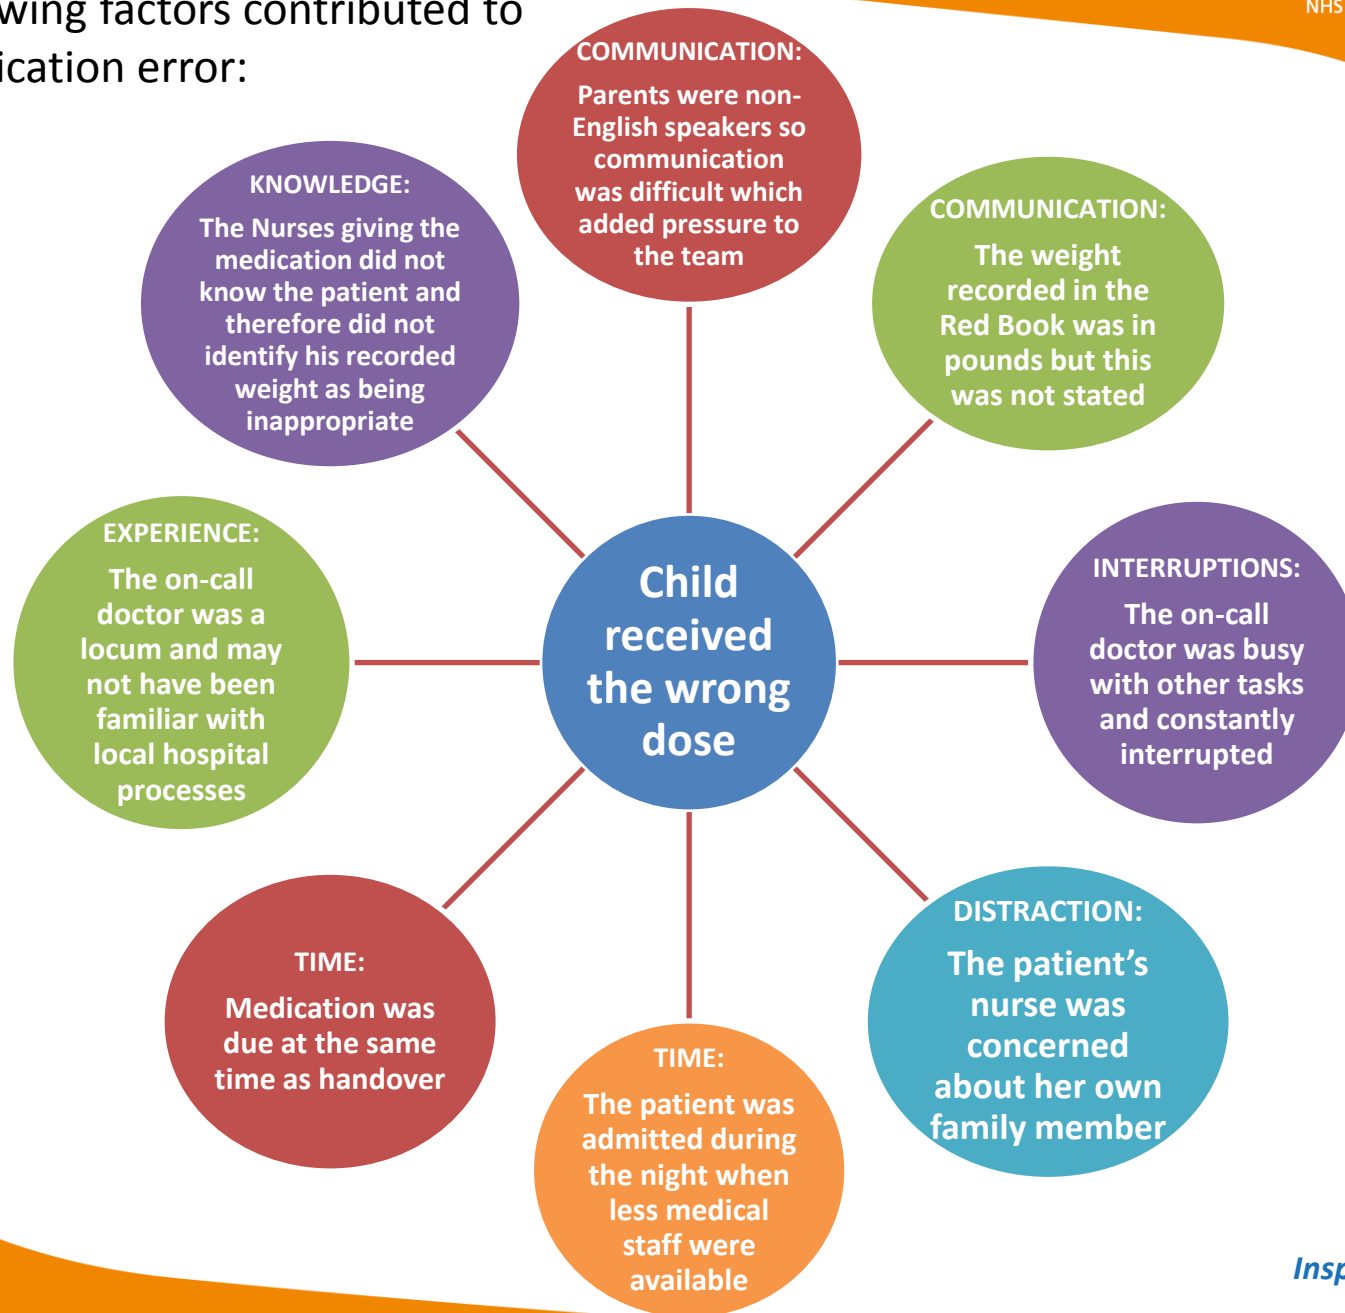 wing factors contributed to
ication error:
NHS
COMMUNICATION:
Parents were non-
English speakers so
communication
was difficult which
added pressure to
the team
COMMUNICATION:
The weight
recorded in the
Red Book was in
pounds but this
was not stated
INTERRUPTIONS:
The on-call
doctor was busy
with other tasks
and constantly
interrupted
DISTRACTION:
The patient’s
nurse was
concerned
about her own
family member
TIME:
The patient was
admitted during
the night when
less medical
staff were
available
TIME:
Medication was
due at the same
time as handover
EXPERIENCE:
The on-call
doctor was a
locum and may
not have been
familiar with
local hospital
processes
KNOWLEDGE:
The Nurses giving the
medication did not
know the patient and
therefore did not
identify his recorded
weight as being
inappropriate
Child
received
the wrong
dose
Insp